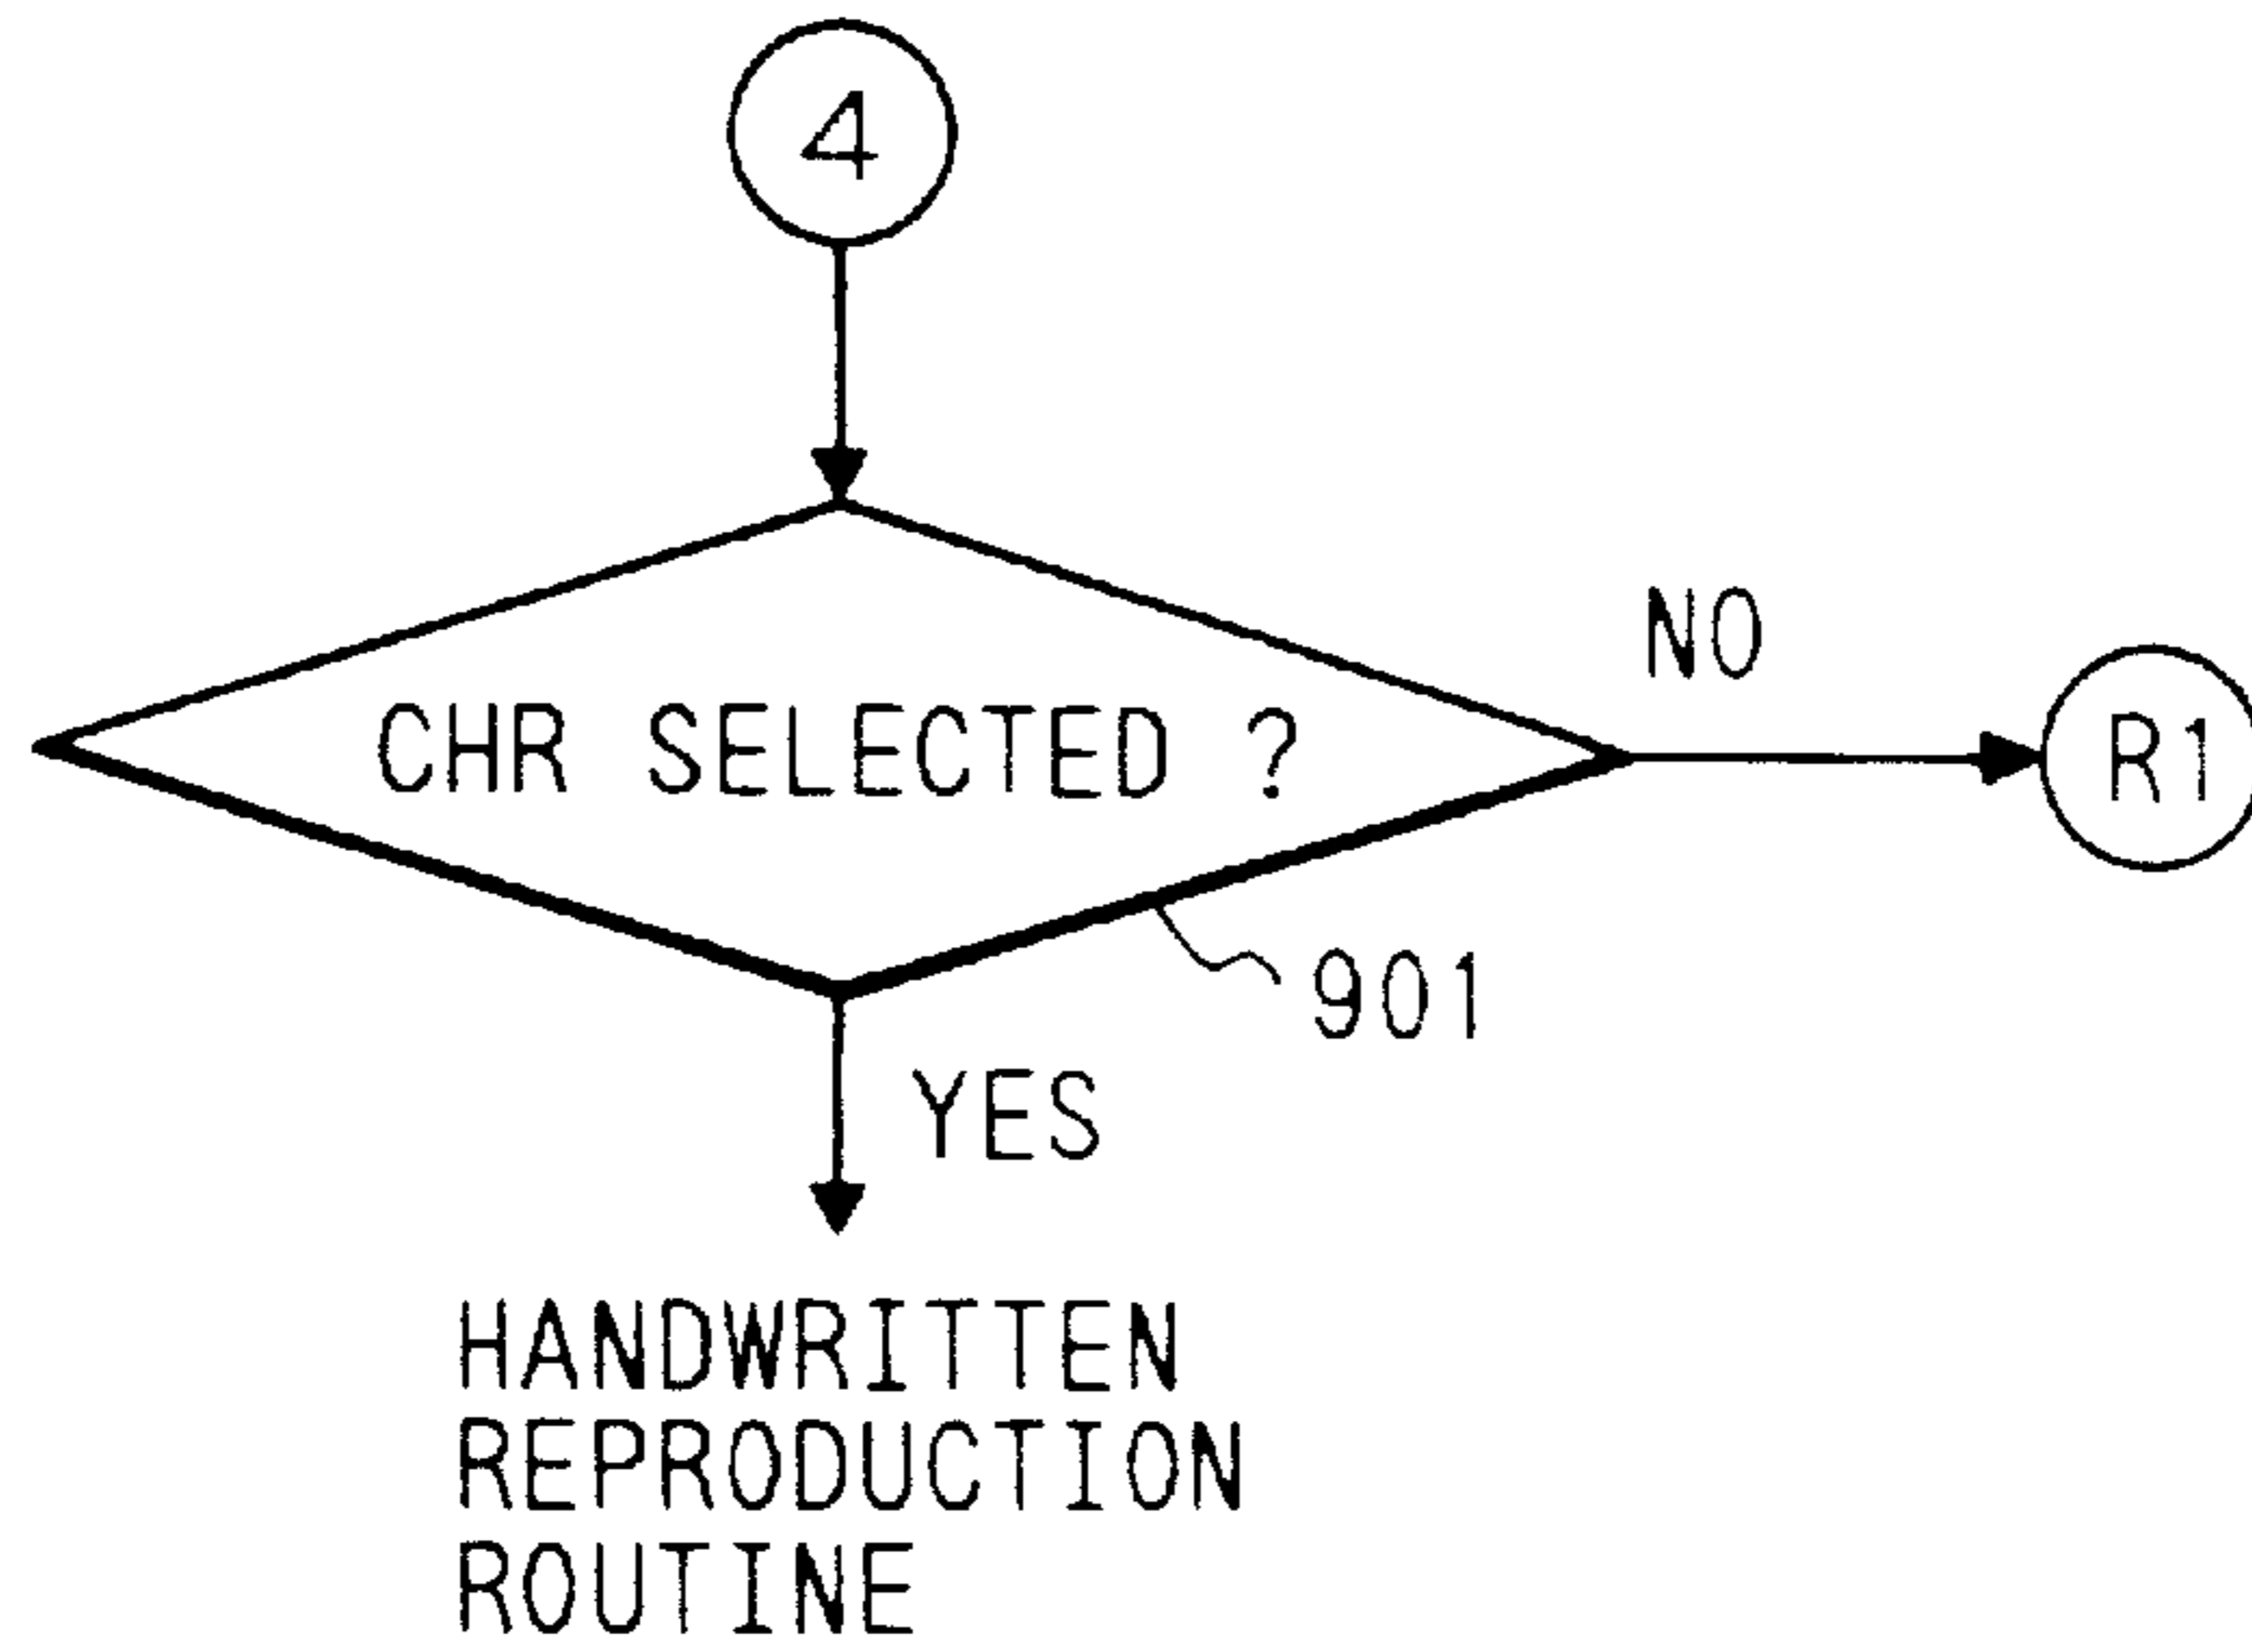 4
CHR SELECTED ?
NO
R1
901
YES
HANDWRITTEN
REPRODUCTION
ROUTINE